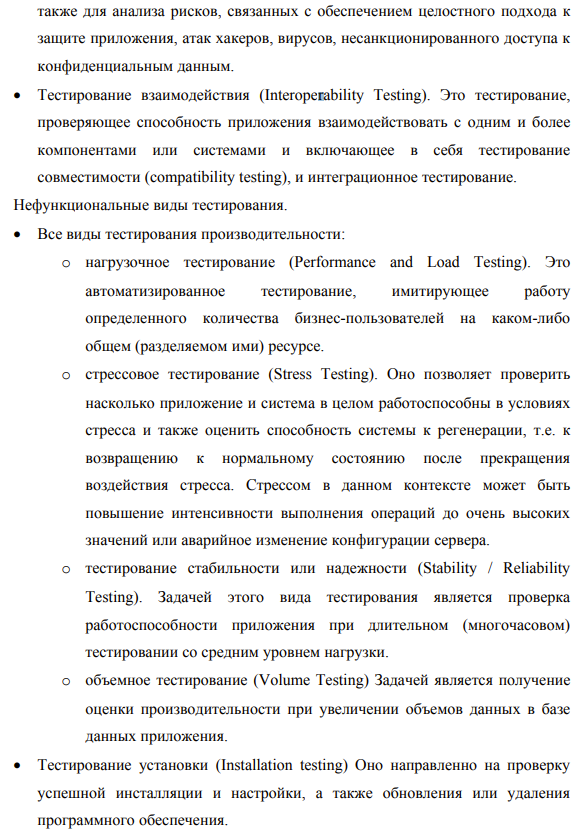 также для анализа рисков, связанных с обеспечением целостного подхода к
защите приложения, атак хакеров, вирусов, несанкционированного доступа к
конфиденциальным данным.
• Тестирование взаимодействия (Interoperability Testing). Это тестирование,
проверяющее способность приложения взаимодействовать с одним и более
компонентами или системами и включающее в себя тестирование
совместимости (compatibility testing), и интеграционное тестирование.
Нефункциональные виды тестирования.
• Все виды тестирования производительности:
o нагрузочное тестирование (Performance and Load Testing). Это
автоматизированное тестирование, имитирующее работу
определенного количества бизнес-пользователей на каком-либо
общем (разделяемом ими) ресурсе.
o стрессовое тестирование (Stress Testing). Оно позволяет проверить
насколько приложение и система в целом работоспособны в условиях
стресса и также оценить способность системы к регенерации, т.е. к
возвращению к нормальному состоянию после прекращения
воздействия стресса. Стрессом в данном контексте может быть
повышение интенсивности выполнения операций до очень высоких
значений или аварийное изменение конфигурации сервера.
o тестирование стабильности или надежности (Stability / Reliability
Testing). Задачей этого вида тестирования является проверка
работоспособности приложения при длительном (многочасовом)
тестировании со средним уровнем нагрузки.
o объемное тестирование (Volume Testing) Задачей является получение
оценки производительности при увеличении объемов данных в базе
данных приложения.
• Тестирование установки (Installation testing) Оно направленно на проверку
успешной инсталляции и настройки, а также обновления или удаления
программного обеспечения.